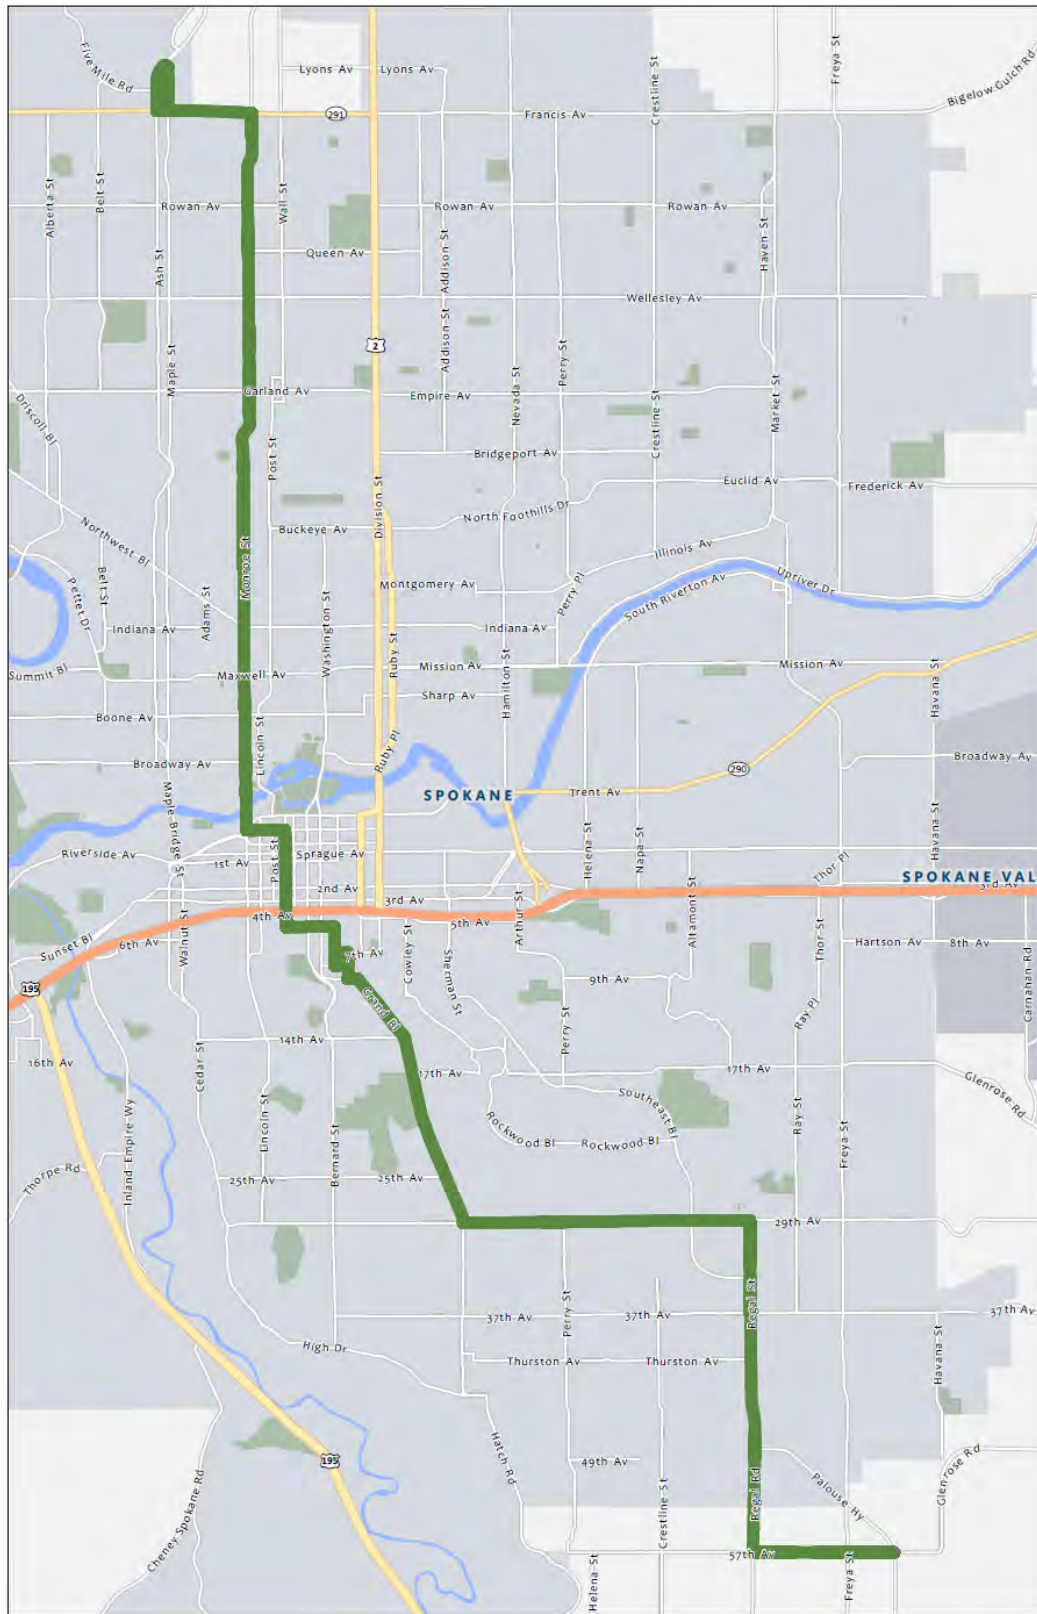 Five Mile Rd
Lyons Av
Lyons Av
Crestline St
Freya St
Bigelow Gulch Rd
291
Francis Av
Alberta St
Belt St
Rowan Av
Wall St
Rowan Av
Rowan Av
Ash St
Queen Av
Addison St
Haven St
Wellesley Av
Addison St
2
Maple St
Garland Av
Empire Av
Nevada St
Perry St
Crestline St
Market St
Driscoll Bl
Post St
Bridgeport Av
Euclid Av
Frederick Av
Division St
Northwest Bl
Buckeye Av
North Foothills Dr
Monroe St
Illinois Av
Pettet Dr
Belt St
Adams St
Washington St
Montgomery Av
Perry Pl
South Riverton Av
Upriver Dr
Indiana Av
Indiana Av
Ruby St
Summit Bl
Maxwell Av
Mission Av
Mission Av
Hamilton St
Sharp Av
Havana St
Boone Av
Lincoln St
Ruby Pl
Broadway Av
Broadway Av
290
SPOKANE
Trent Av
Maple Bridge St
Riverside Av
1st Av
Post St
Sprague Av
Helena St
Napa St
Thor Pl
Havana St
2nd Av
3rd Av
SPOKANE VAL
3rd Av
Sunset Bl
6th Av
Walnut St
4th Av
5th Av
Arthur St
Altamont St
Thor St
Hartson Av
8th Av
7th Av
Cowley St
Sherman St
195
9th Av
Grand Bl
Ray Pl
Carnahan Rd
16th Av
Cedar St
14th Av
17th Av
Perry St
17th Av
Glenrose Rd
Southeast Bl
Inland Empire Wy
Lincoln St
Bernard St
Rockwood Bl
Rockwood Bl
Ray St
Freya St
Thorpe Rd
25th Av
25th Av
29th Av
Regal St
High Dr
37th Av
Perry St
37th Av
37th Av
Thurston Av
Thurston Av
Havana St
195
Hatch Rd
49th Av
Crestline St
Regal Rd
Palouse Hy
Glenrose Rd
Cheney Spokane Rd
57th Av
Helena St
Freya St